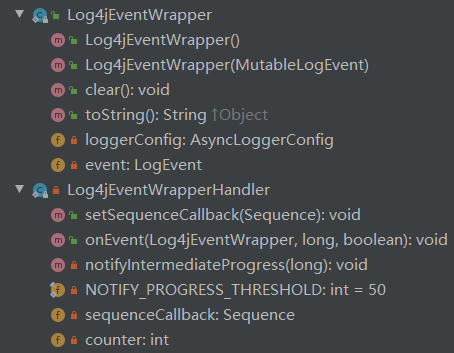 Log4jEventWrapper
Log4jEventWrapper()
Log4jEventWrapper(MutableLogEvent)
clear(): void
toString(): String ↑Object
loggerConfig: AsyncLoggerConfig
event: LogEvent
Log4jEventWrapperHandler
setSequenceCallback(Sequence): void
onEvent(Log4jEventWrapper, long, boolean): void
notifyIntermediateProgress(long): void
NOTIFY_PROGRESS_THRESHOLD: int = 50
sequenceCallback: Sequence
counter: int